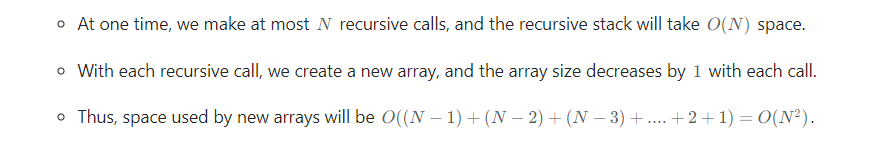 At one time, we make at most N recursive calls, and the recursive stack will take O(N) space.
With each recursive call, we create a new array, and the array size decreases by 1 with each call.
Thus, space used by new arrays will be O((N − 1) + (N − 2) + (N − 3) + .... + 2 + 1) = O(N²).